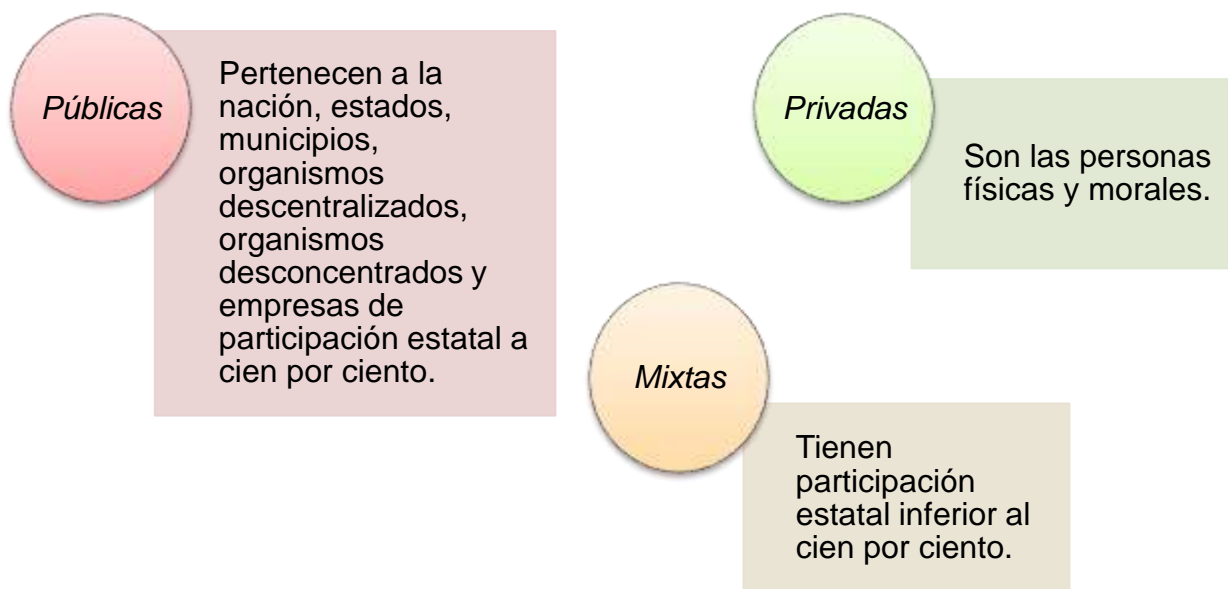 Públicas
Pertenecen a la
nación, estados,
municipios,
organismos
descentralizados,
organismos
desconcentrados y
empresas de
participación estatal a
cien por ciento.
Privadas
Son las personas
físicas y morales.
Mixtas
Tienen
participación
estatal inferior al
cien por ciento.